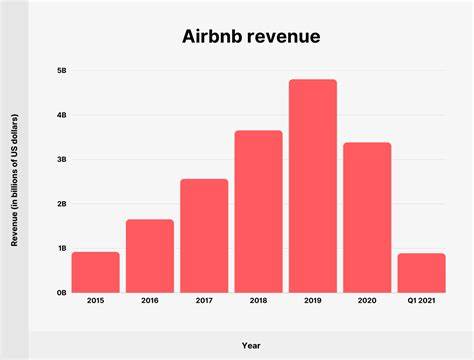 Airbnb revenue
Revenue (in billions of US dollars)
5B
4B
3B
2B
1B
0B
2015 2016 2017 2018 2019 2020 Q1 2021
Year